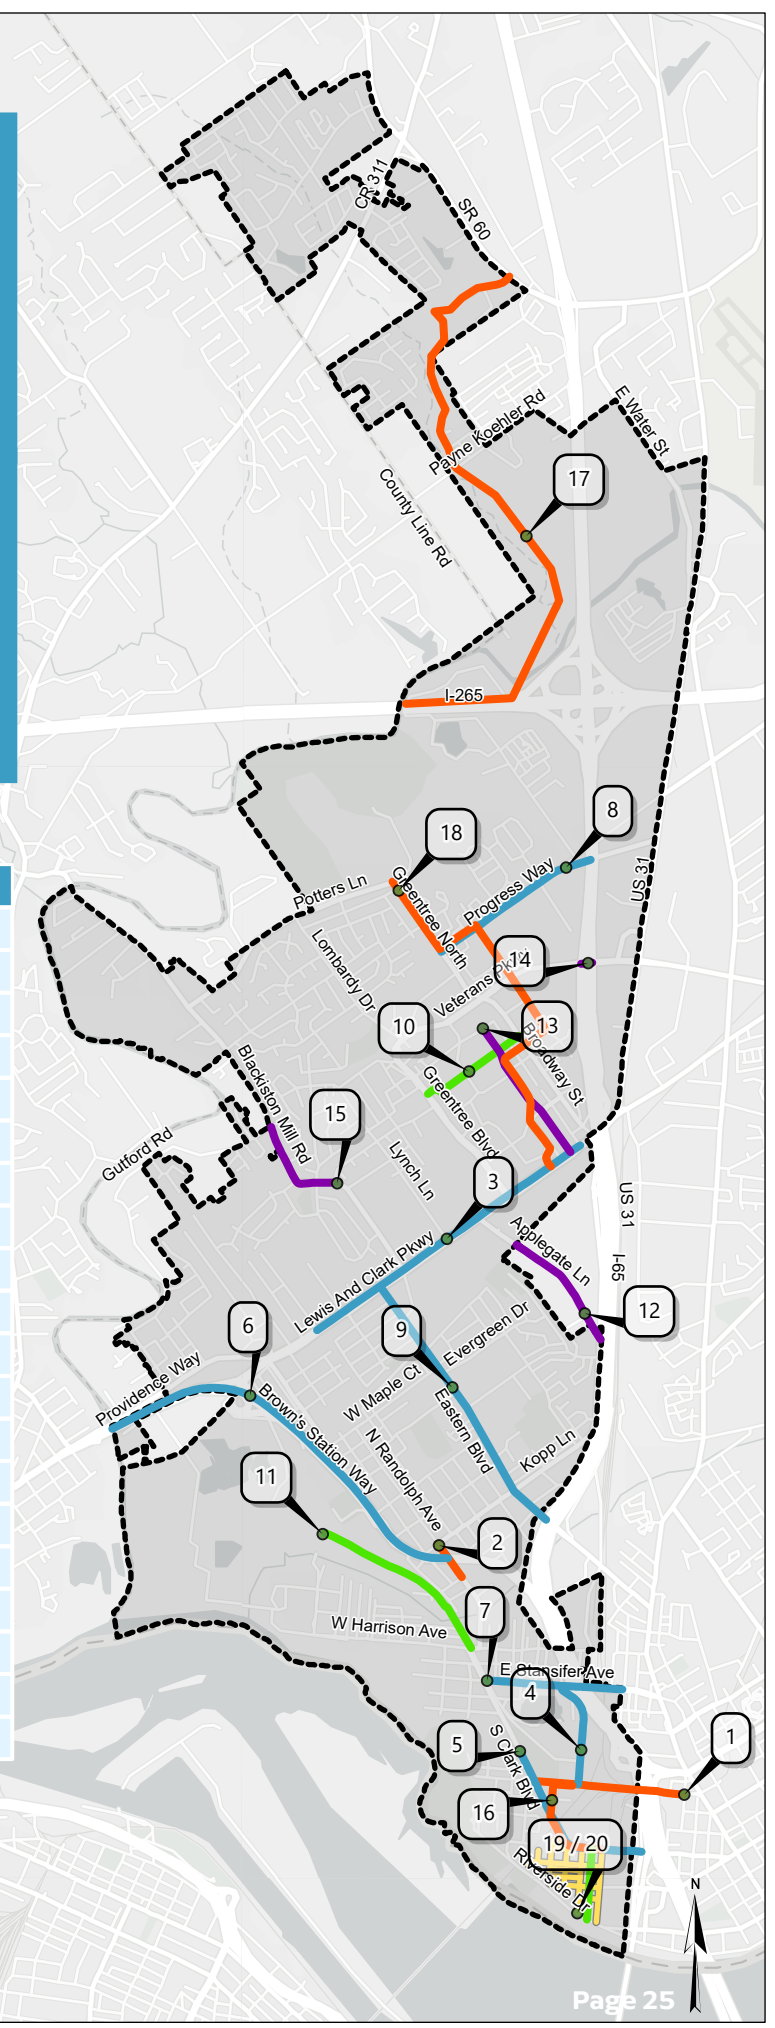 CR 311
SR 60
E Water St
Payne Koehler Rd
17
County Line Rd
I-265
8
18
US 31
Progress Way
Greentree North
Potters Ln
14
Lombardy Dr
Veterans Pkwy
10
13
Broadway St
Blackiston Mill Rd
Greentree Blvd
15
Gutford Rd
Lynch Ln
3
US 31
Applegate Ln
I-65
Lewis And Clark Pkwy
12
6
9
Evergreen Dr
Providence Way
W Maple Ct
Brown's Station Way
Eastern Blvd
N Randolph Ave
Kopp Ln
11
2
7
W Harrison Ave
E Stansifer Ave
4
5
S Clark Blvd
1
16
19 / 20
Riverside Dr
N
Page 25